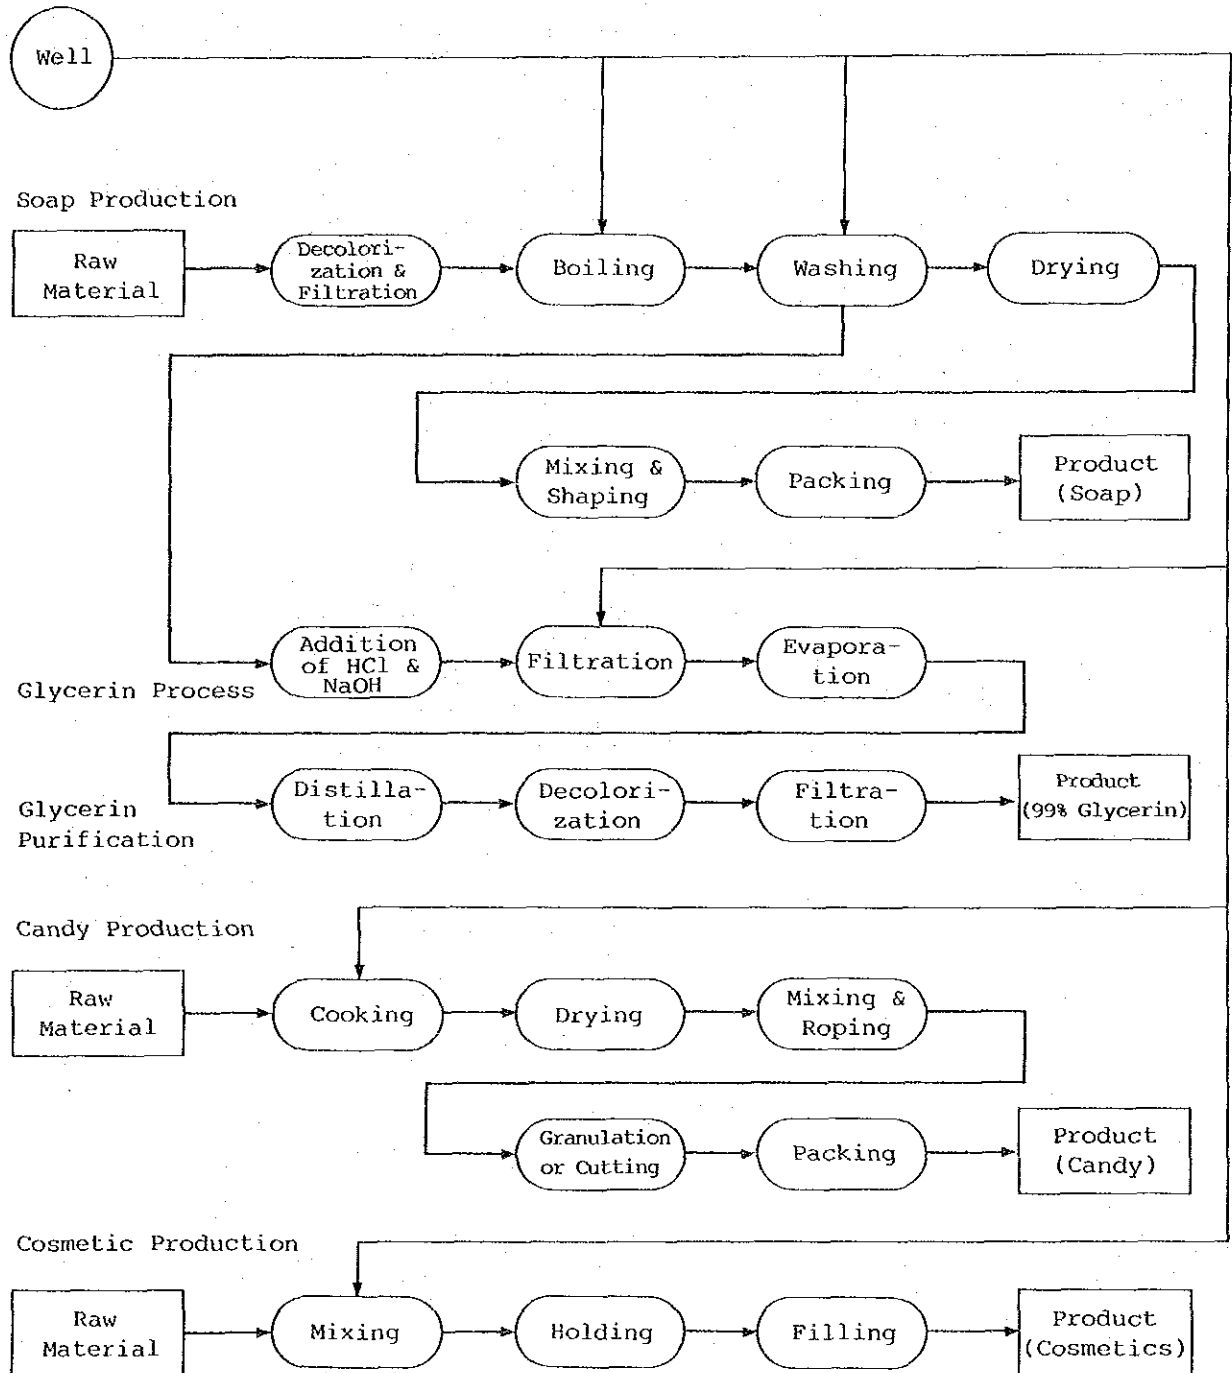 Well
Soap Production
Raw
Material
Decolori-
zation &
Filtration
Boiling
Washing
Drying
Mixing &
Shaping
Packing
Product
(Soap)
Addition
of HCl &
NaOH
Filtration
Evapora-
tion
Glycerin Process
Glycerin
Purification
Distilla-
tion
Decolori-
zation
Filtra-
tion
Product
(99% Glycerin)
Candy Production
Raw
Material
Cooking
Drying
Mixing &
Roping
Granulation
or Cutting
Packing
Product
(Candy)
Cosmetic Production
Raw
Material
Mixing
Holding
Filling
Product
(Cosmetics)